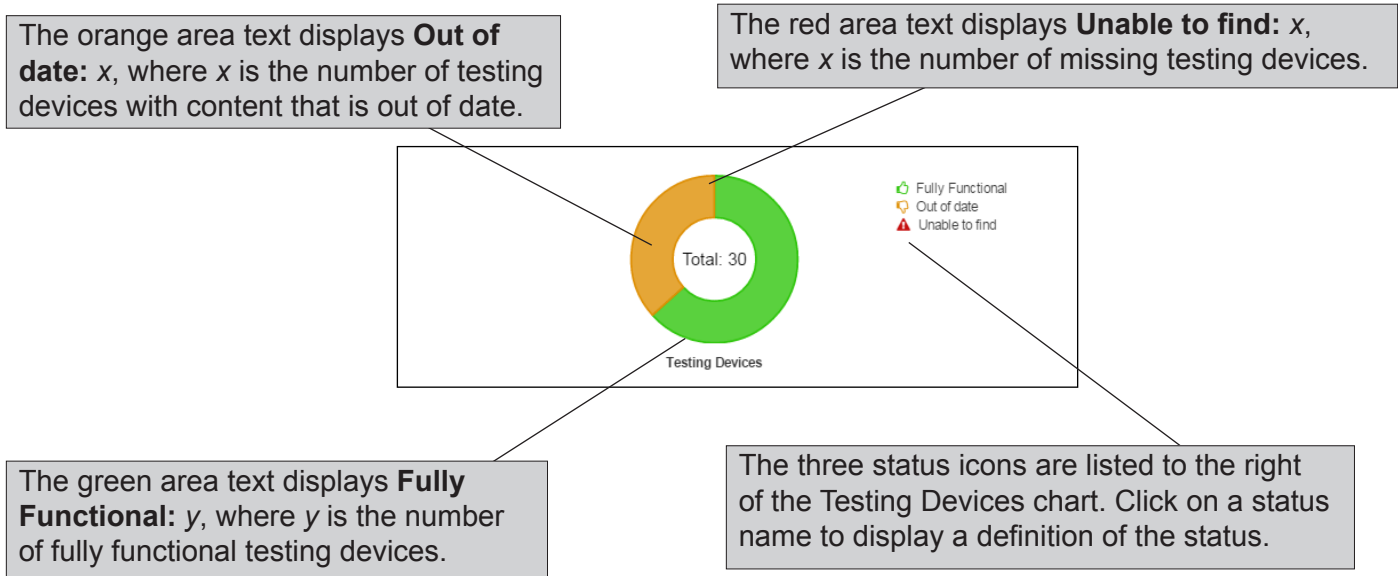 The orange area text displays Out of
date: x, where x is the number of testing
devices with content that is out of date.
The red area text displays Unable to find: x,
where x is the number of missing testing devices.
Fully Functional
Out of date
Unable to find
Total: 30
Testing Devices
The green area text displays Fully
Functional: y, where y is the number
of fully functional testing devices.
The three status icons are listed to the right
of the Testing Devices chart. Click on a status
name to display a definition of the status.